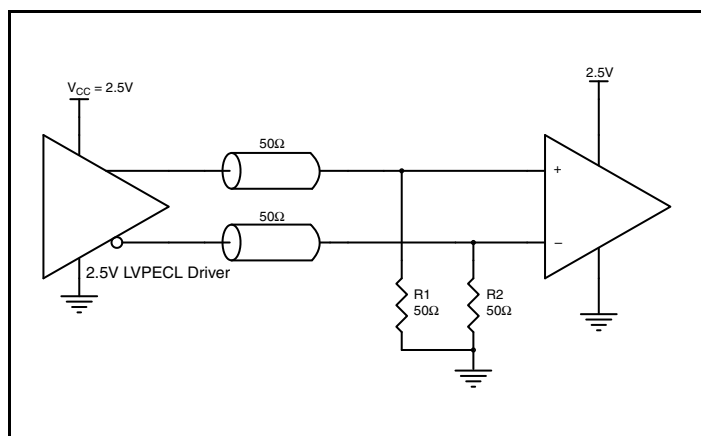 V_CC = 2.5V
2.5V
50Ω
+
50Ω
−
2.5V LVPECL Driver
R1
50Ω
R2
50Ω